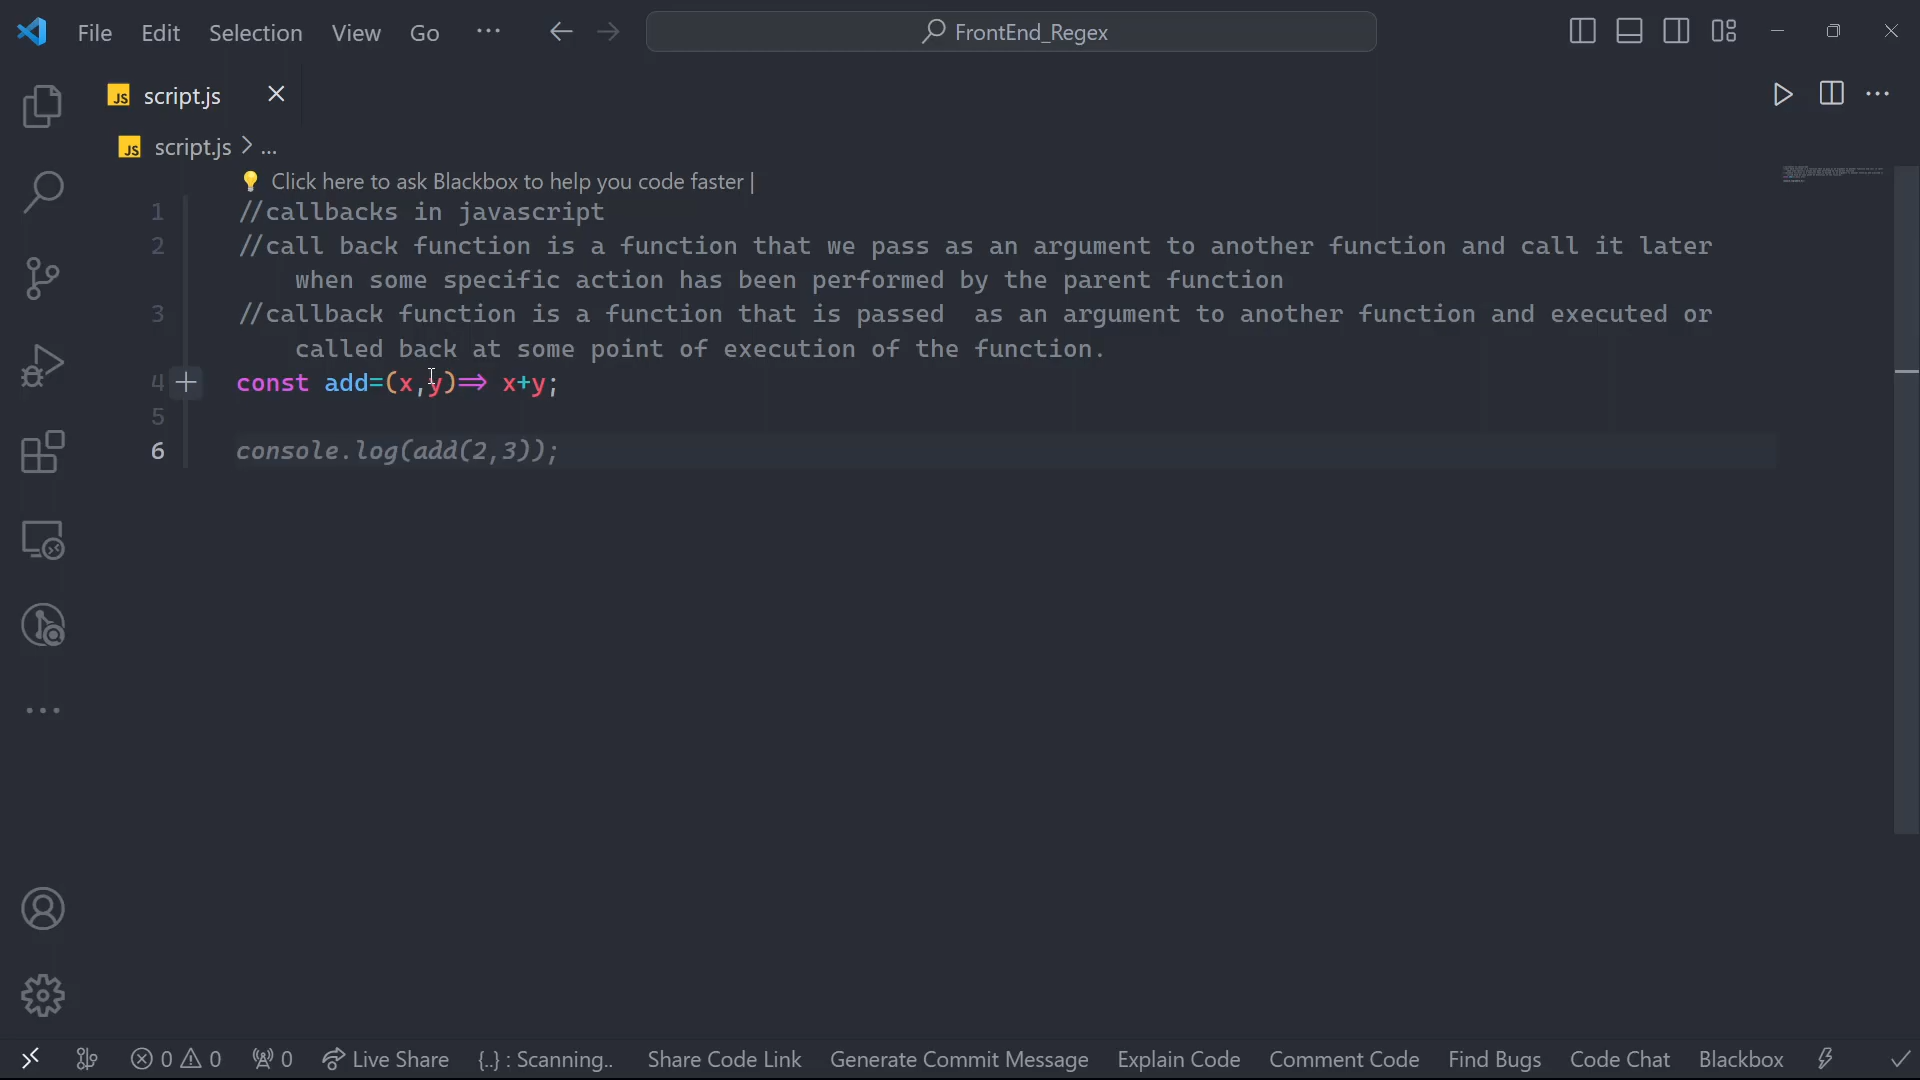 File Edit Selection View Go ··· FrontEnd_Regex
JS script.js
JS script.js > ...
Click here to ask Blackbox to help you code faster |
1 //callbacks in javascript
2 //call back function is a function that we pass as an argument to another function and call it later
when some specific action has been performed by the parent function
3 //callback function is a function that is passed  as an argument to another function and executed or
called back at some point of execution of the function.
4 const add=(x,y)=> x+y;
5
6 console.log(add(2,3));
0 0 0 Live Share {..} : Scanning.. Share Code Link Generate Commit Message Explain Code Comment Code Find Bugs Code Chat Blackbox